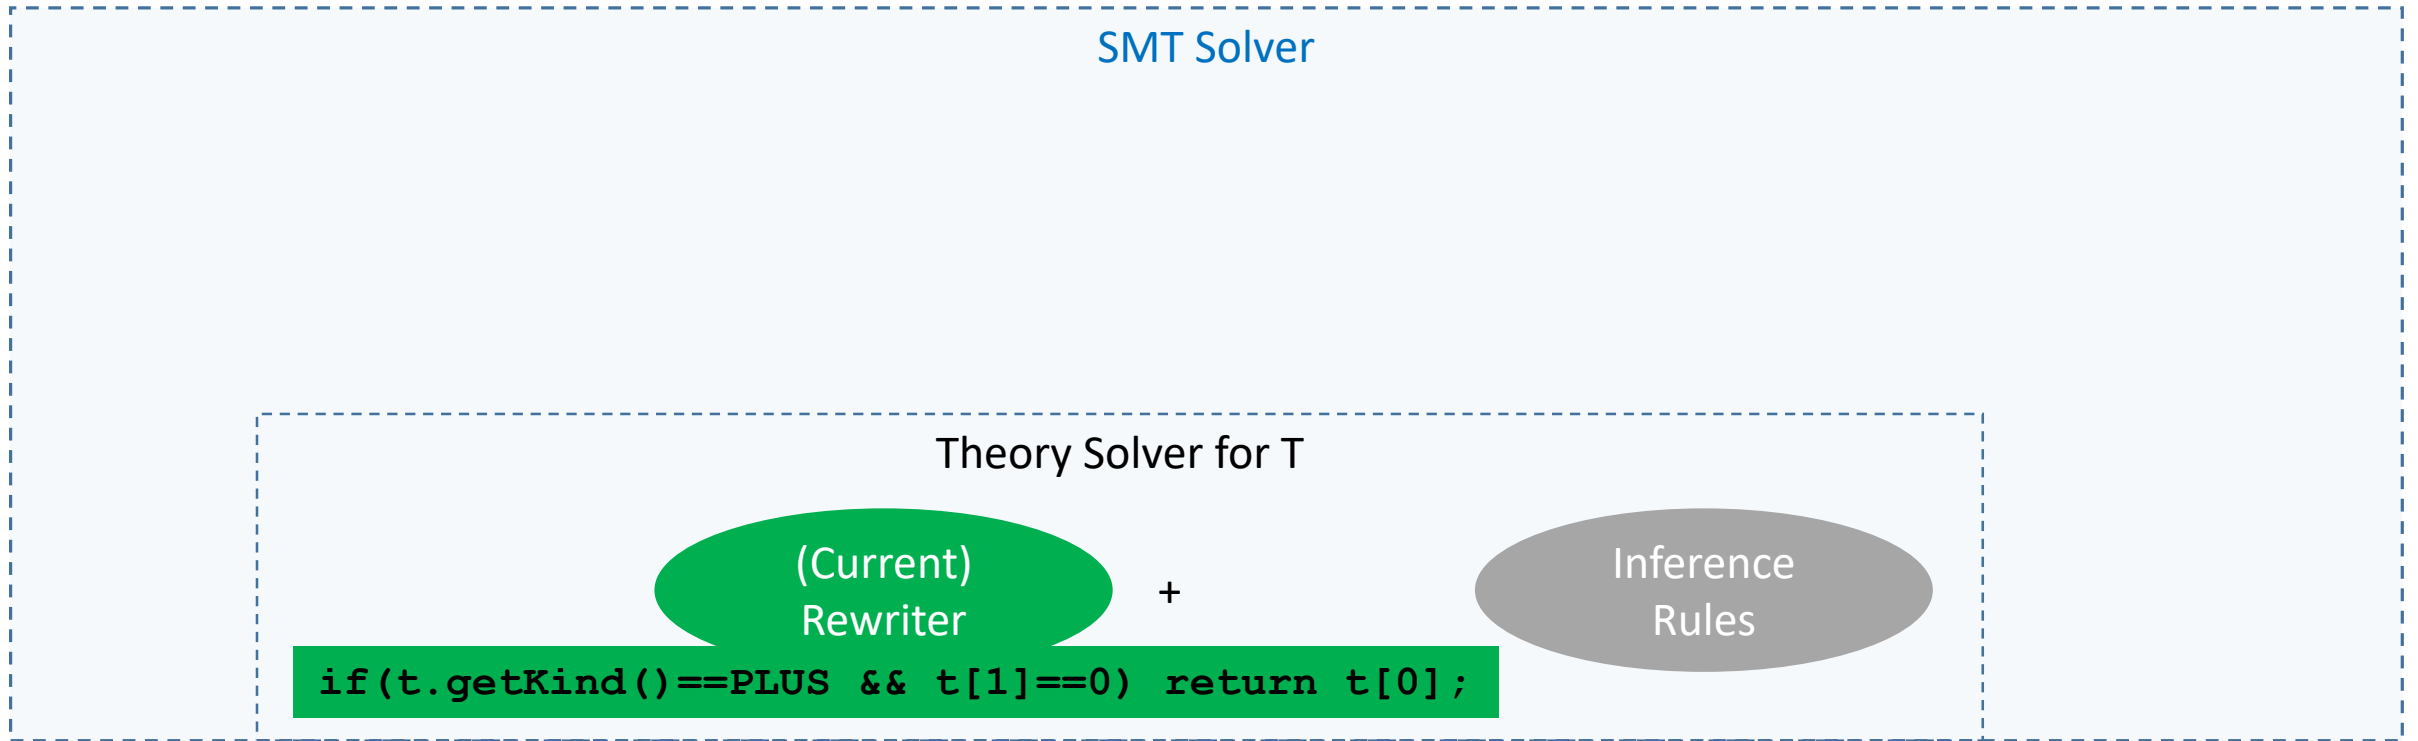 SMT Solver
Theory Solver for T
(Current)
Rewriter
+
Inference
Rules
if(t.getKind()==PLUS && t[1]==0) return t[0];